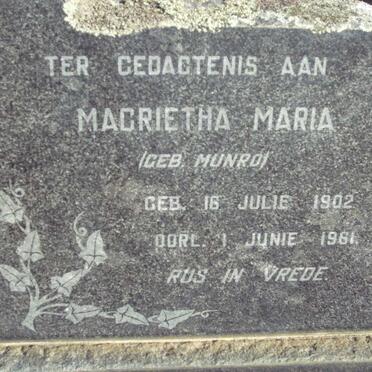 TER GEDAGTENIS AAN
MAGRIETHA MARIA
(GEB. MUNRO)
GEB. 16 JULIE 1902
OORL. 1 JUNIE 1961.
RUS IN VREDE